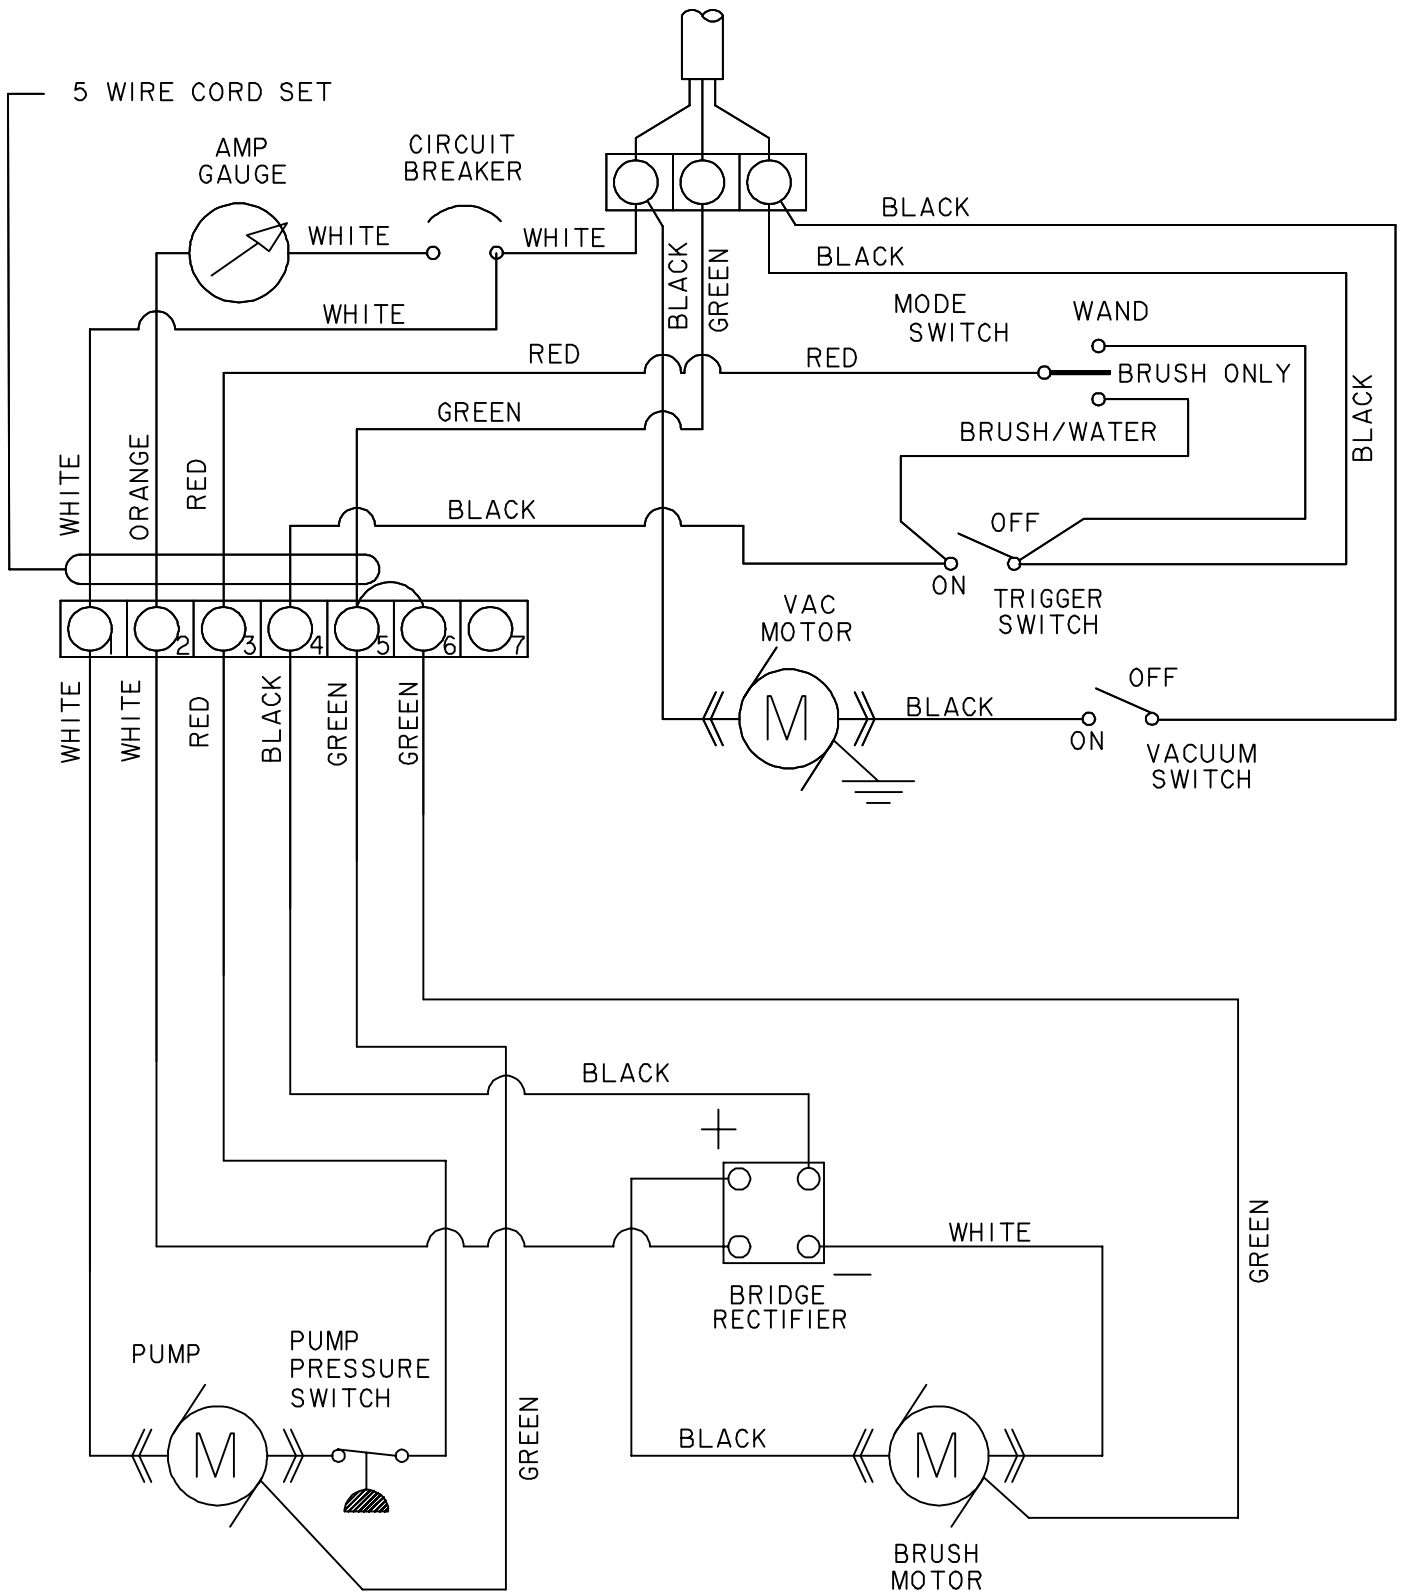 5 WIRE CORD SET
AMP
GAUGE
CIRCUIT
BREAKER
WHITE
WHITE
WHITE
BLACK
BLACK
BLACK
GREEN
MODE
SWITCH
WAND
BRUSH ONLY
BRUSH/WATER
RED
RED
GREEN
BLACK
WHITE
ORANGE
RED
BLACK
OFF
ON
TRIGGER
SWITCH
1
2
3
4
5
6
7
WHITE
WHITE
RED
BLACK
GREEN
GREEN
VAC
MOTOR
M
BLACK
OFF
ON
VACUUM
SWITCH
BLACK
+
BRIDGE
RECTIFIER
—
WHITE
GREEN
PUMP
M
PUMP
PRESSURE
SWITCH
GREEN
BLACK
M
BRUSH
MOTOR